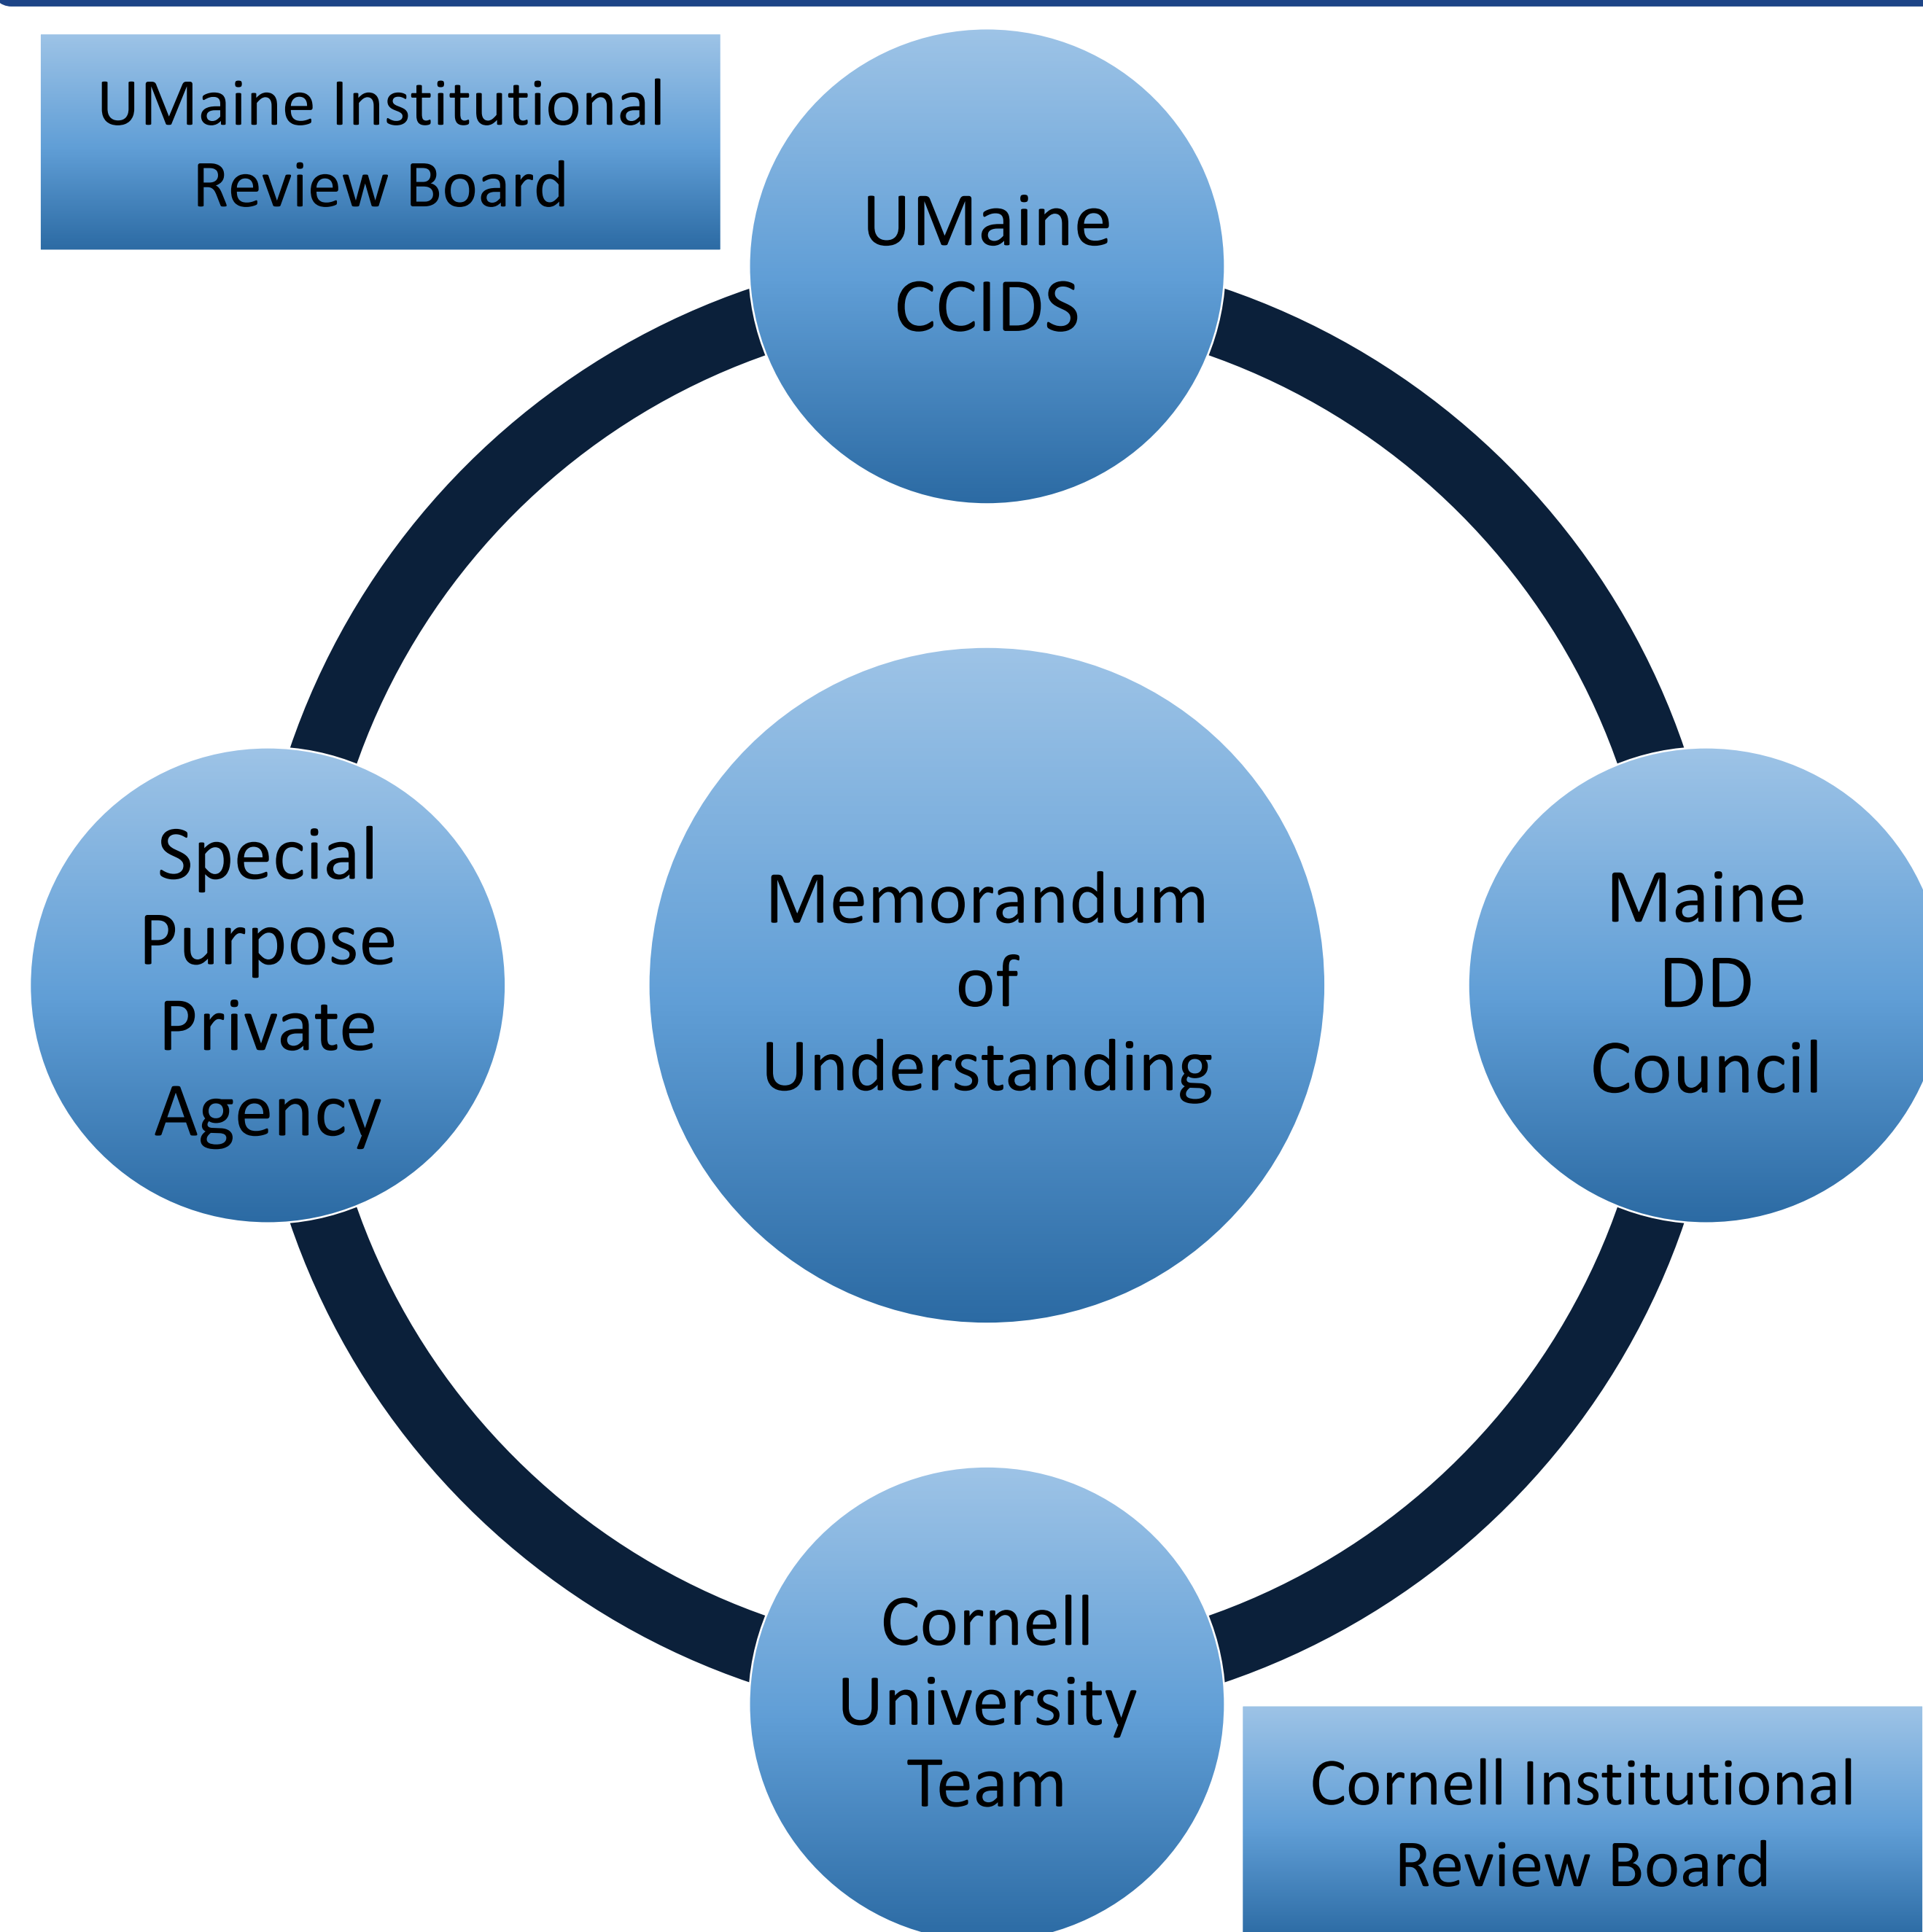 UMaine Institutional
Review Board
UMaine
CCIDS
Special
Purpose
Private
Agency
Memorandum
of
Understanding
Maine
DD
Council
Cornell
University
Team
Cornell Institutional
Review Board